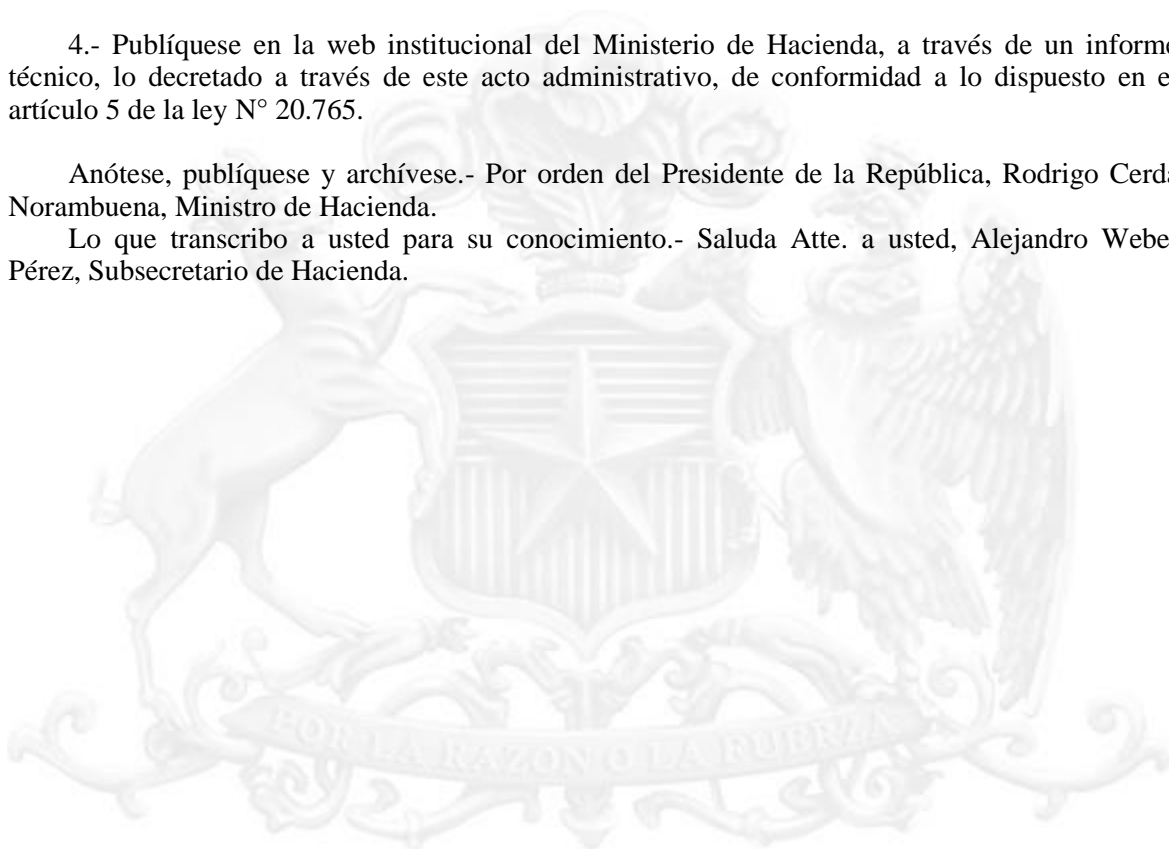 4.- Publíquese en la web institucional del Ministerio de Hacienda, a través de un informe
técnico, lo decretado a través de este acto administrativo, de conformidad a lo dispuesto en e
artículo 5 de la ley N° 20.765.
Anótese, publíquese y archívese.- Por orden del Presidente de la República, Rodrigo Cerda
Norambuena, Ministro de Hacienda.
Lo que transcribo a usted para su conocimiento.- Saluda Atte. a usted, Alejandro Webe
Pérez, Subsecretario de Hacienda.
POR LA RAZON O LA FUERZA